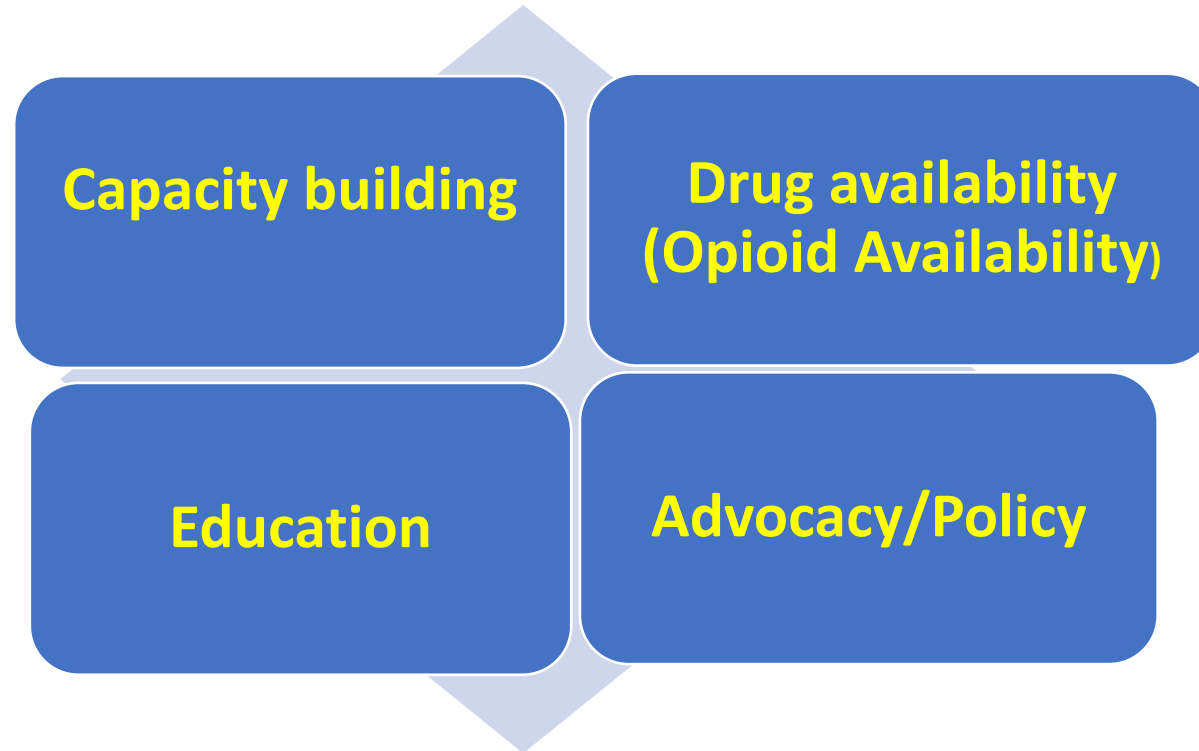 Capacity building
Drug availability
(Opioid Availability)
Education
Advocacy/Policy